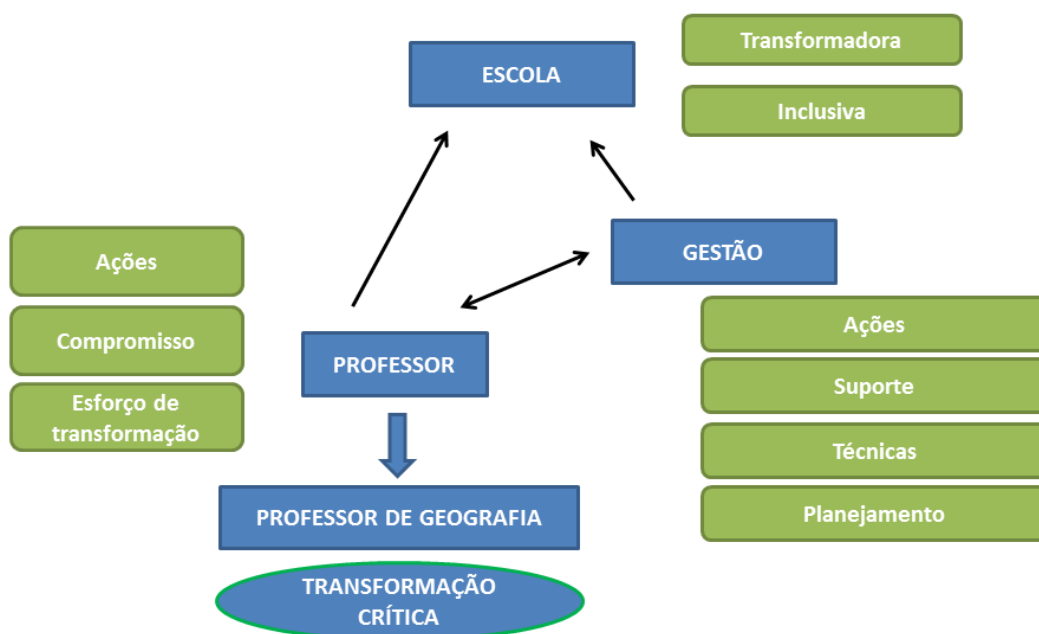 Transformadora
ESCOLA
Inclusiva
Ações
GESTÃO
Compromisso
Ações
PROFESSOR
Suporte
Esforço de
transformação
Técnicas
PROFESSOR DE GEOGRAFIA
Planejamento
TRANSFORMAÇÃO
CRÍTICA